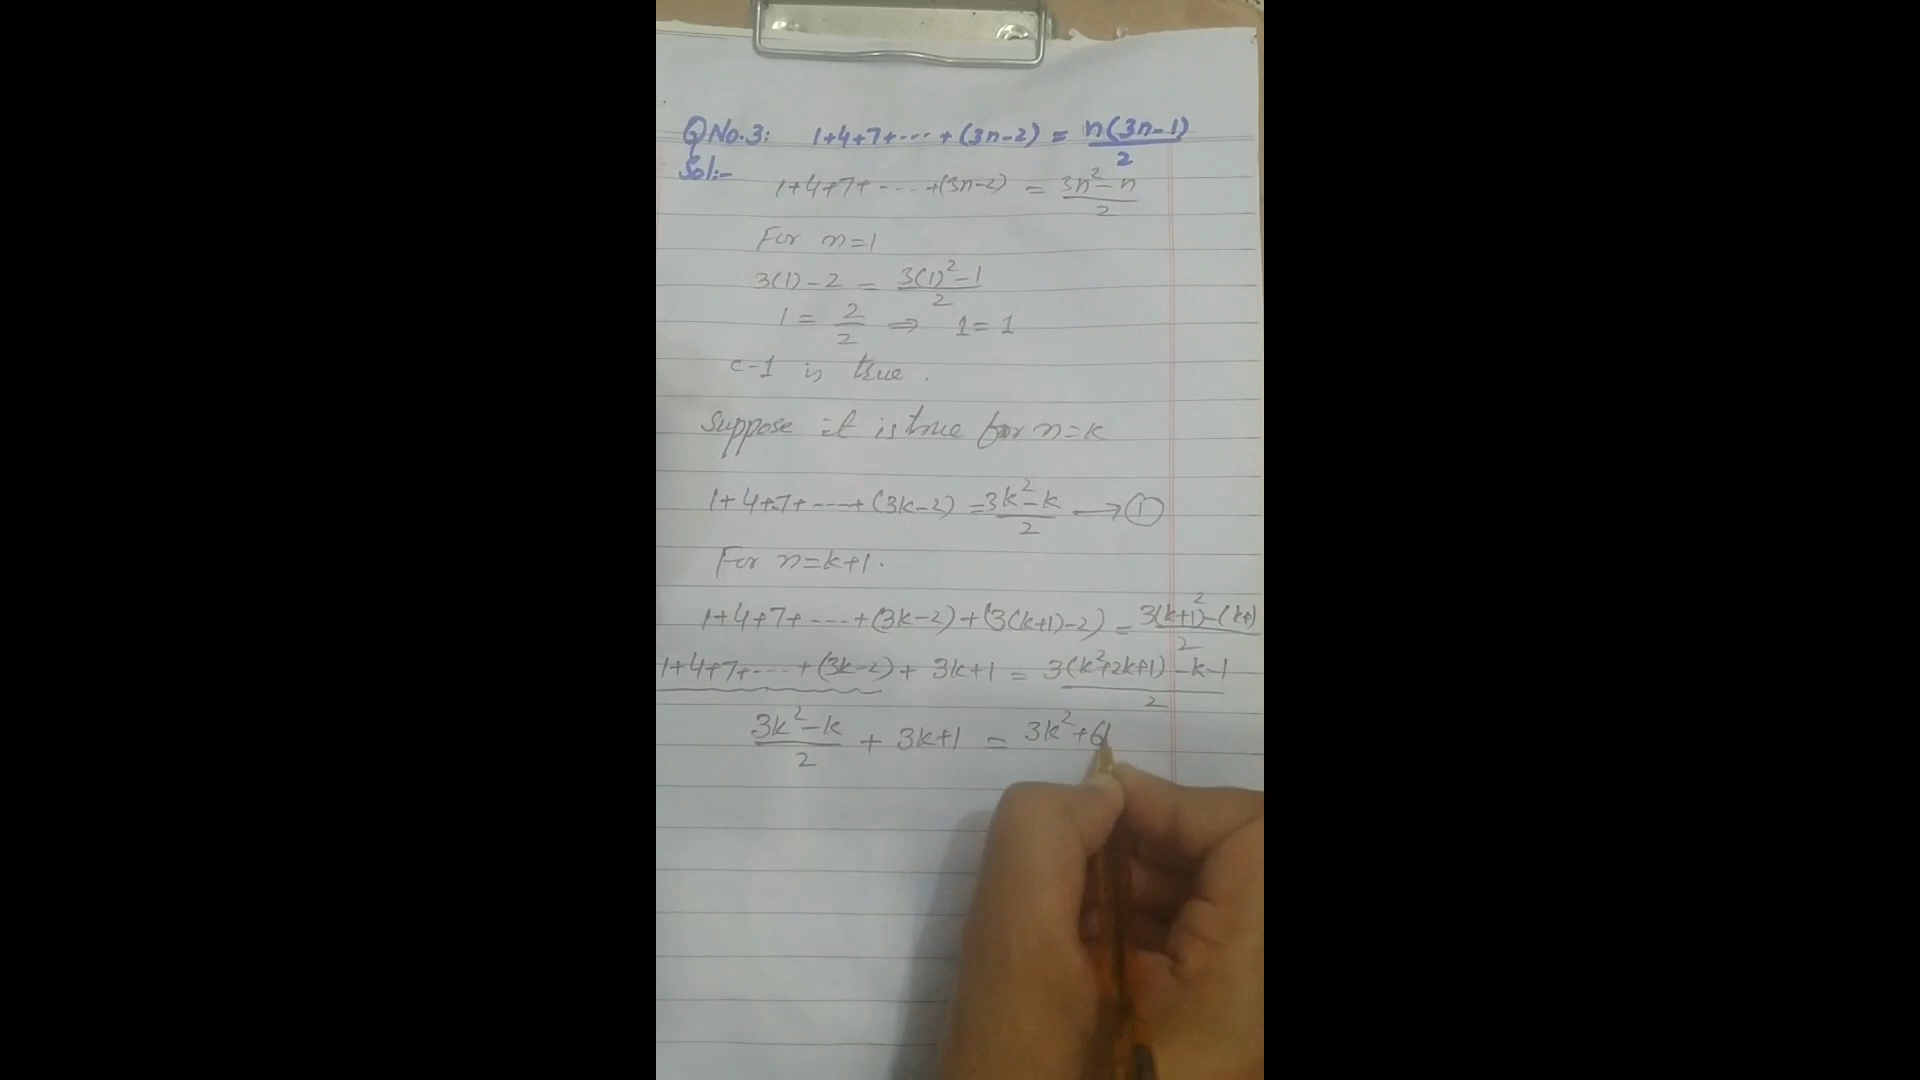 Q No.3: 1+4+7+----+(3n-2) = n(3n-1)/2
Sol:-
1+4+7+----+(3n-2) = 3n²-n/2
For n=1
3(1)-2 = 3(1)²-1/2
1 = 2/2 ⇒ 1=1
c-1 is true.
Suppose it is true for n=k
1+4+7+----+(3k-2) = 3k²-k/2 → ①
For n=k+1.
1+4+7+----+(3k-2)+(3(k+1)-2) = 3(k+1)²-(k+1)/2
1+4+7+----+(3k-2)+ 3k+1 = 3(k²+2k+1)-k-1/2
3k²-k/2 + 3k+1 = 3k²+6